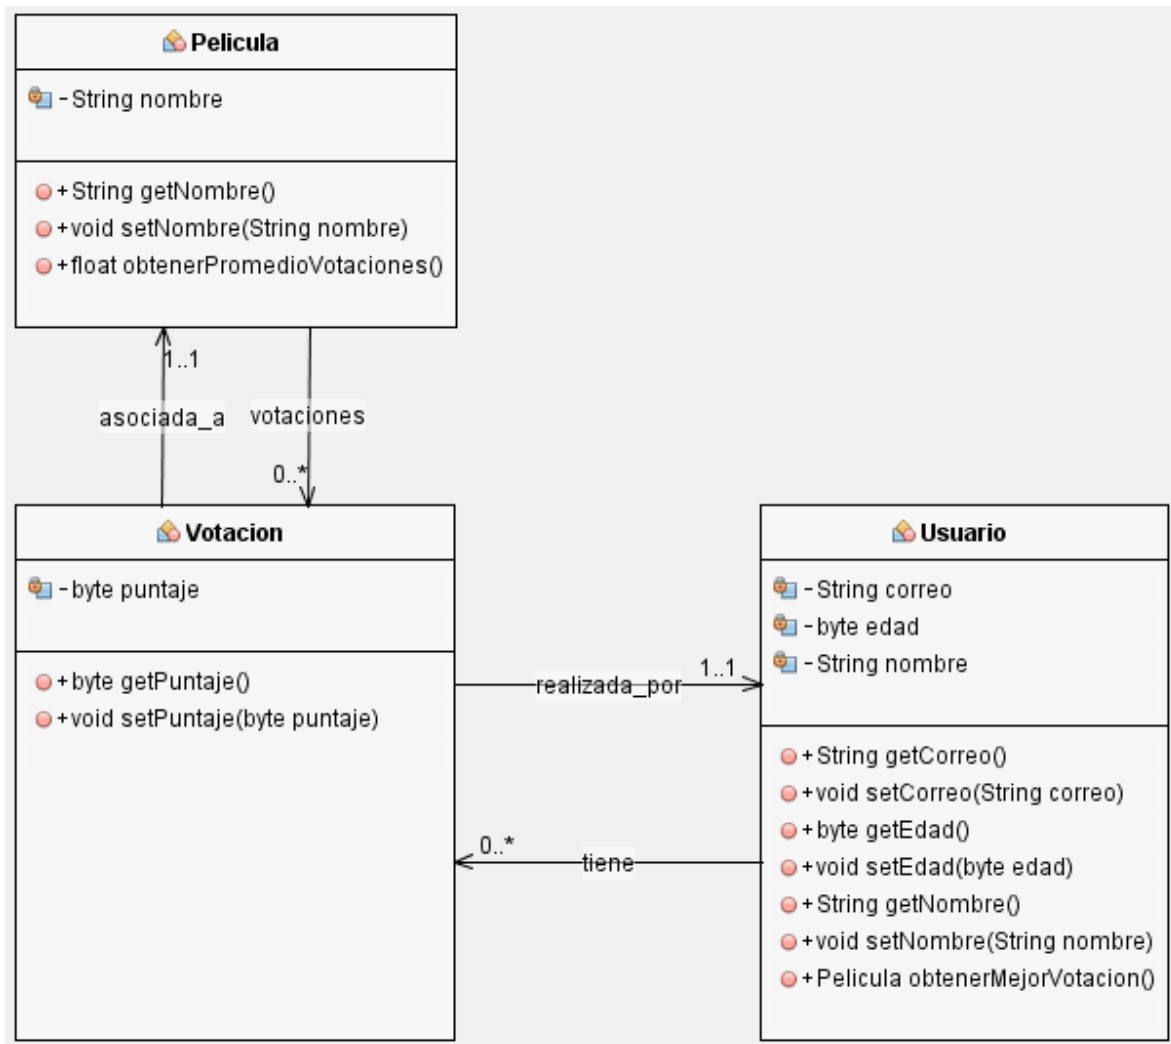 Pelicula
- String nombre
+ String getNombre()
+ void setNombre(String nombre)
+ float obtenerPromedioVotaciones()
1..1
asociada_a
votaciones
0..*
Votacion
- byte puntaje
+ byte getPuntaje()
+ void setPuntaje(byte puntaje)
realizada_por
1..1
0..*
tiene
Usuario
- String correo
- byte edad
- String nombre
+ String getCorreo()
+ void setCorreo(String correo)
+ byte getEdad()
+ void setEdad(byte edad)
+ String getNombre()
+ void setNombre(String nombre)
+ Pelicula obtenerMejorVotacion()